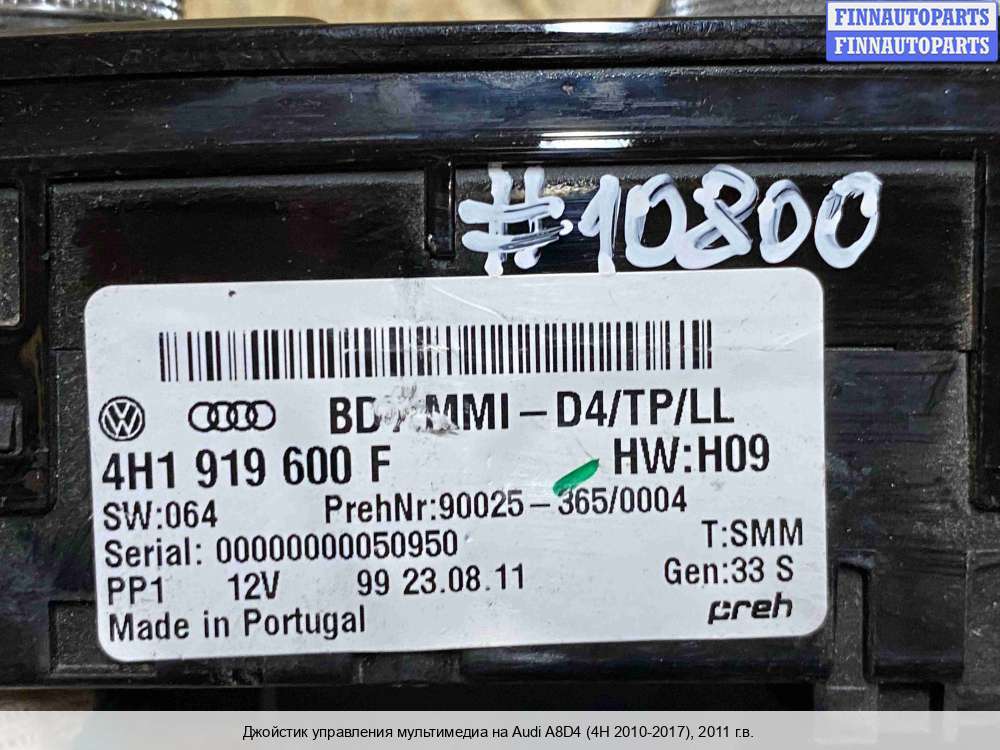 FINNAUTOPARTS
FINNAUTOPARTS
#10800
BD MMI – D4/TP/LL
4H1 919 600 F HW:H09
SW:064 PrehNr:90025–365/0004
Serial: 00000000050950 T:SMM
PP1 12V 99 23.08.11 Gen:33 S
Made in Portugal preh
Джойстик управления мультимедиа на Audi A8D4 (4H 2010-2017), 2011 г.в.